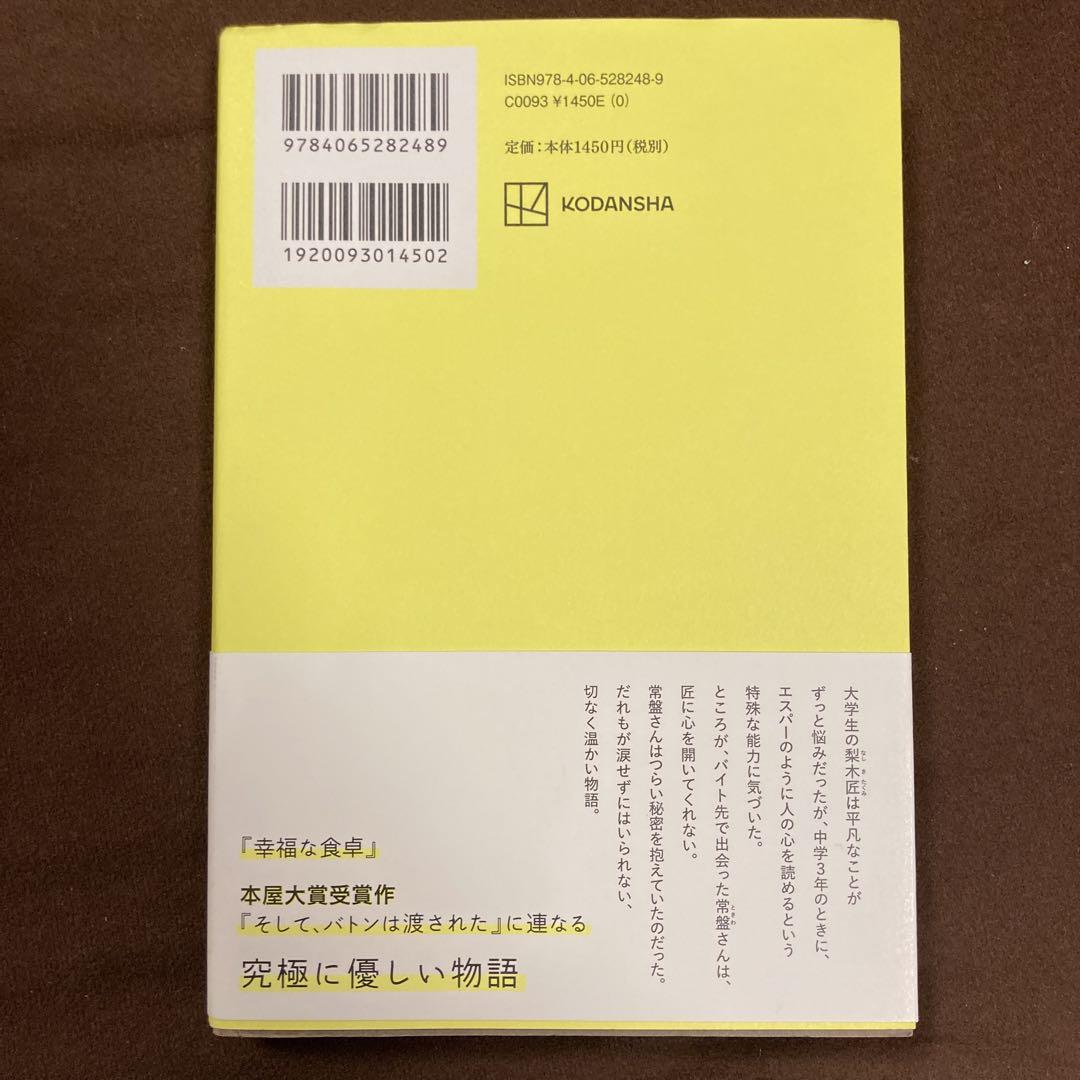 9784065282489
1920093014502
ISBN978-4-06-528248-9
C0093 ¥1450E (0)
定価：本体1450円（税別）
KODANSHA
大学生の梨木匠は平凡なことが
なしきたくみ
ずっと悩みだったが、中学3年のときに、
エスパーのように人の心を読めるという
特殊な能力に気づいた。
ところが、バイト先で出会った常盤さんは、
ときわ
匠に心を開いてくれない。
常盤さんはつらい秘密を抱えていたのだった。
だれもが涙せずにはいられない、
切なく温かい物語。
『幸福な食卓』
本屋大賞受賞作
『そして、バトンは渡された』に連なる
究極に優しい物語